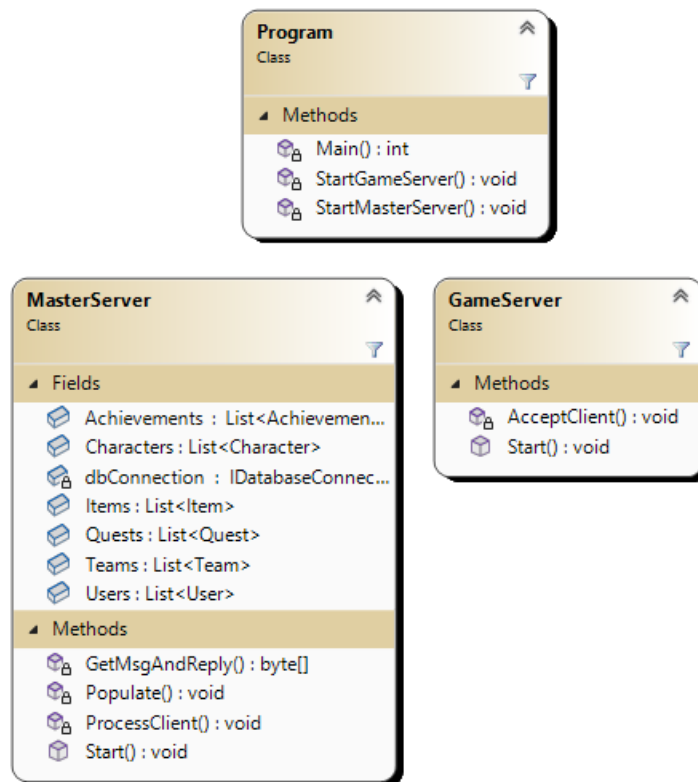 Program
Class
Methods
Main() : int
StartGameServer() : void
StartMasterServer() : void
MasterServer
Class
Fields
Achievements : List<Achievemen...
Characters : List<Character>
dbConnection : IDatabaseConnec...
Items : List<Item>
Quests : List<Quest>
Teams : List<Team>
Users : List<User>
Methods
GetMsgAndReply() : byte[]
Populate() : void
ProcessClient() : void
Start() : void
GameServer
Class
Methods
AcceptClient() : void
Start() : void